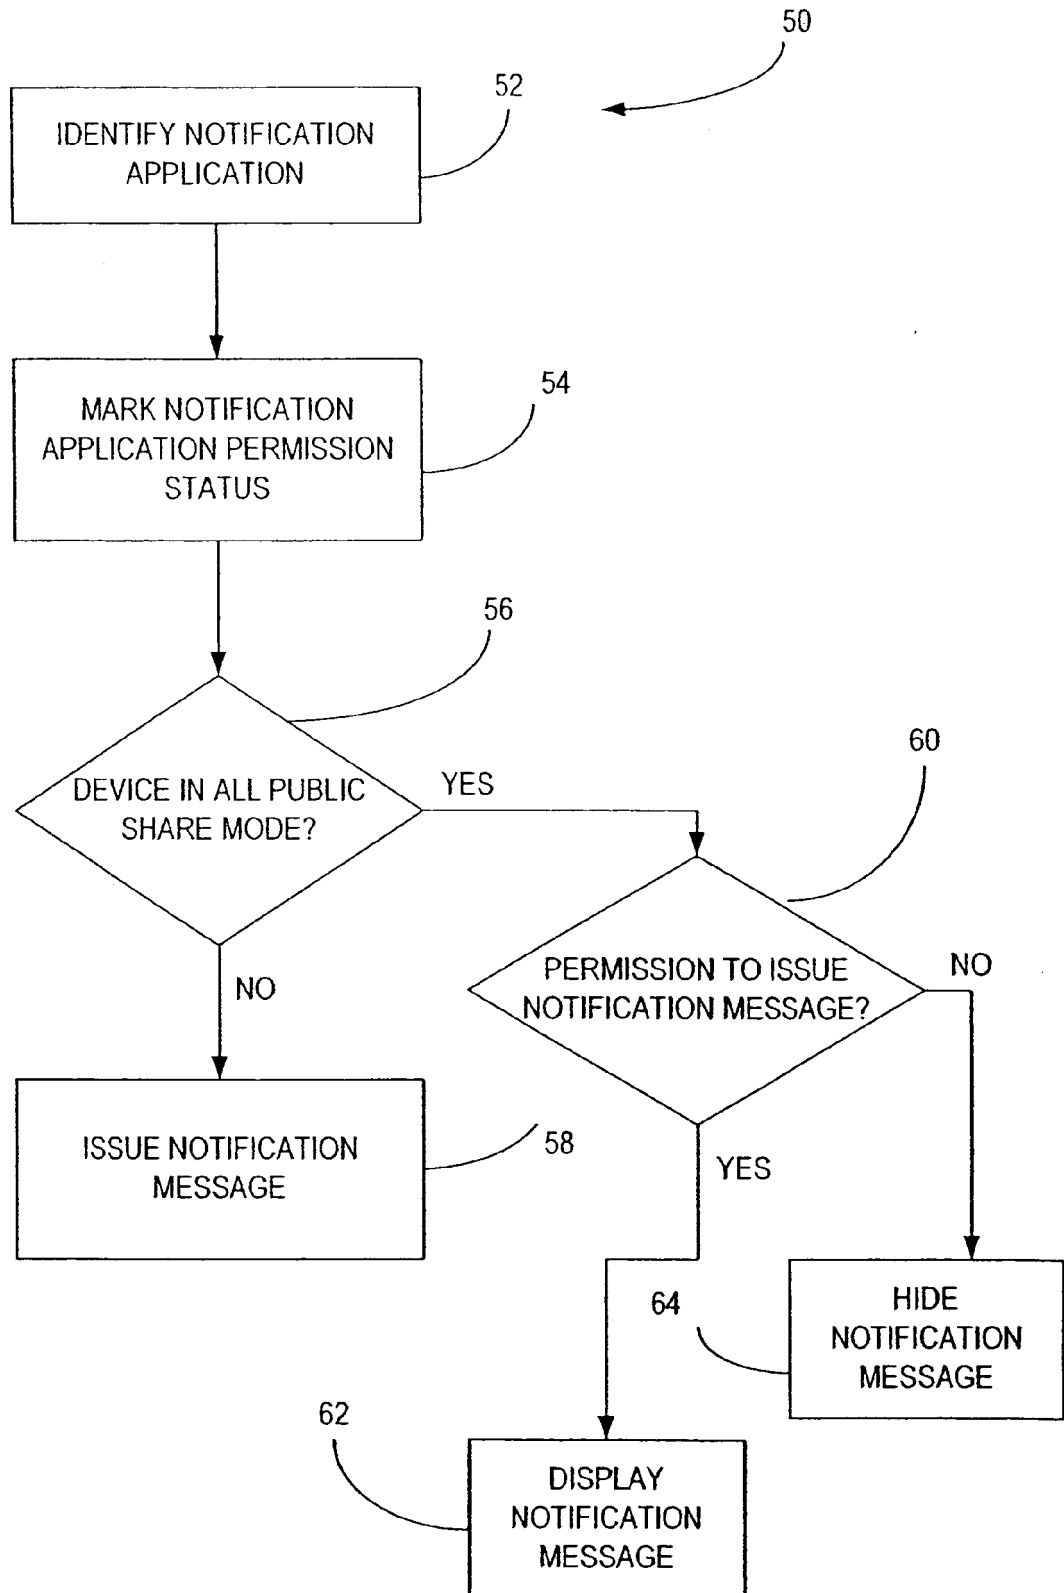 50
52
IDENTIFY NOTIFICATION
APPLICATION
54
MARK NOTIFICATION
APPLICATION PERMISSION
STATUS
56
DEVICE IN ALL PUBLIC
SHARE MODE?
YES
NO
60
PERMISSION TO ISSUE
NOTIFICATION MESSAGE?
NO
YES
ISSUE NOTIFICATION
MESSAGE
58
64
HIDE
NOTIFICATION
MESSAGE
62
DISPLAY
NOTIFICATION
MESSAGE